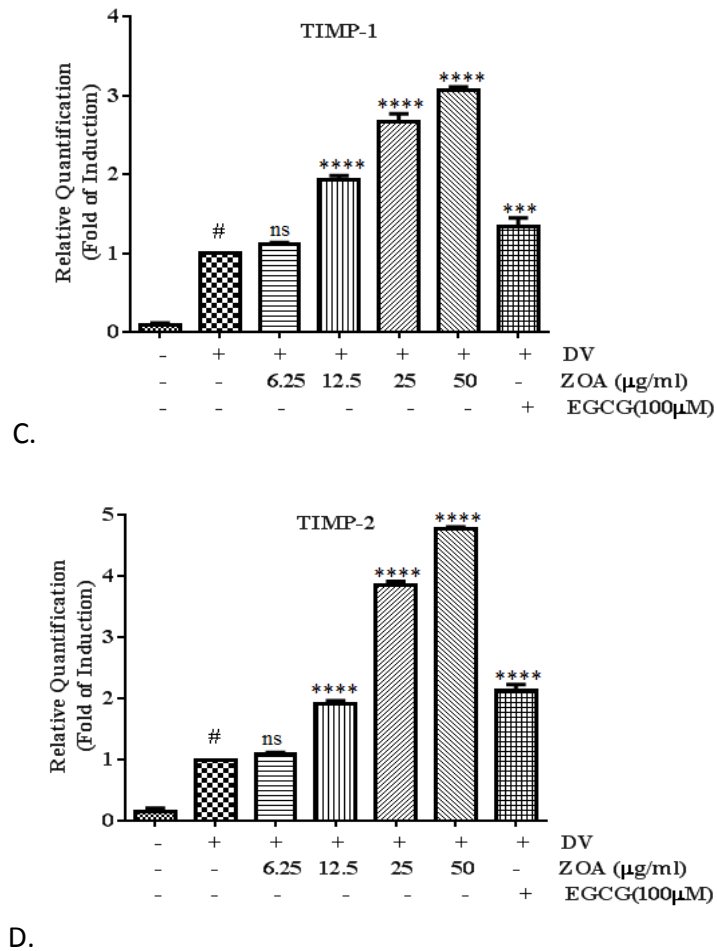 4
TIMP-1
****
****
3
****
2
***
ns
#
1
0
Relative Quantification
(Fold of Induction)
- + + + + + + DV
- - 6.25 12.5 25 50 - ZOA (μg/ml)
- - - - - - + EGCG(100μM)
C.
5
TIMP-2
****
****
4
3
****
****
2
ns
#
1
0
Relative Quantification
(Fold of Induction)
- + + + + + + DV
- - 6.25 12.5 25 50 - ZOA (μg/ml)
- - - - - - + EGCG(100μM)
D.